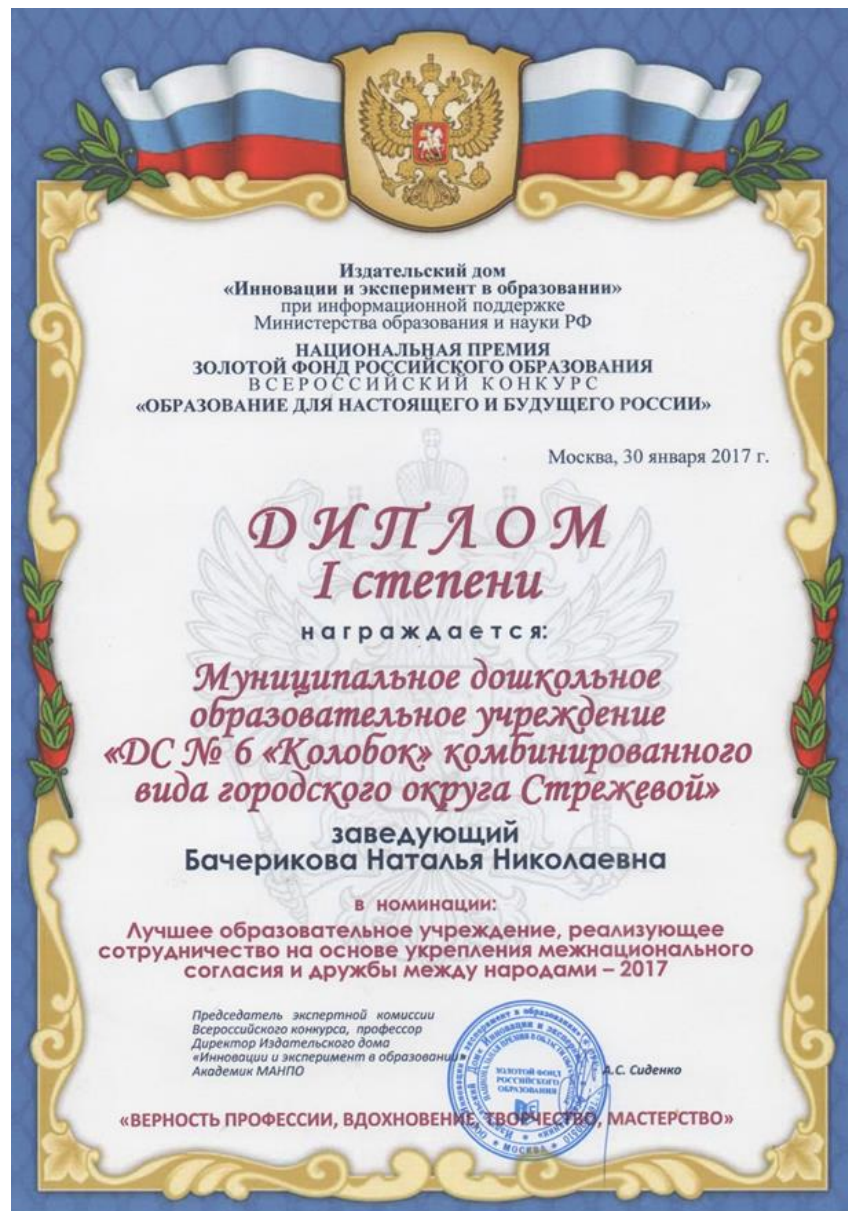 Издательский дом
«Инновации и эксперимент в образовании»
при информационной поддержке
Министерства образования и науки РФ
НАЦИОНАЛЬНАЯ ПРЕМИЯ
ЗОЛОТОЙ ФОНД РОССИЙСКОГО ОБРАЗОВАНИЯ
ВСЕРОССИЙСКИЙ КОНКУРС
«ОБРАЗОВАНИЕ ДЛЯ НАСТОЯЩЕГО И БУДУЩЕГО РОССИИ»
Москва, 30 января 2017 г.
ДИПЛОМ
I степени
награждается:
Муниципальное дошкольное
образовательное учреждение
«ДС № 6 «Колобок» комбинированного
вида городского округа Стрежевой»
заведующий
Бачерикова Наталья Николаевна
в номинации:
Лучшее образовательное учреждение, реализующее
сотрудничество на основе укрепления межнационального
согласия и дружбы между народами – 2017
Председатель экспертной комиссии
Всероссийского конкурса, профессор
Директор Издательского дома
«Инновации и эксперимент в образовании»
Академик МАНПО
А.С. Сиденко
ЗОЛОТОЙ ФОНД
РОССИЙСКОГО
ОБРАЗОВАНИЯ
МОСКВА
«ВЕРНОСТЬ ПРОФЕССИИ, ВДОХНОВЕНИЕ, ТВОРЧЕСТВО, МАСТЕРСТВО»